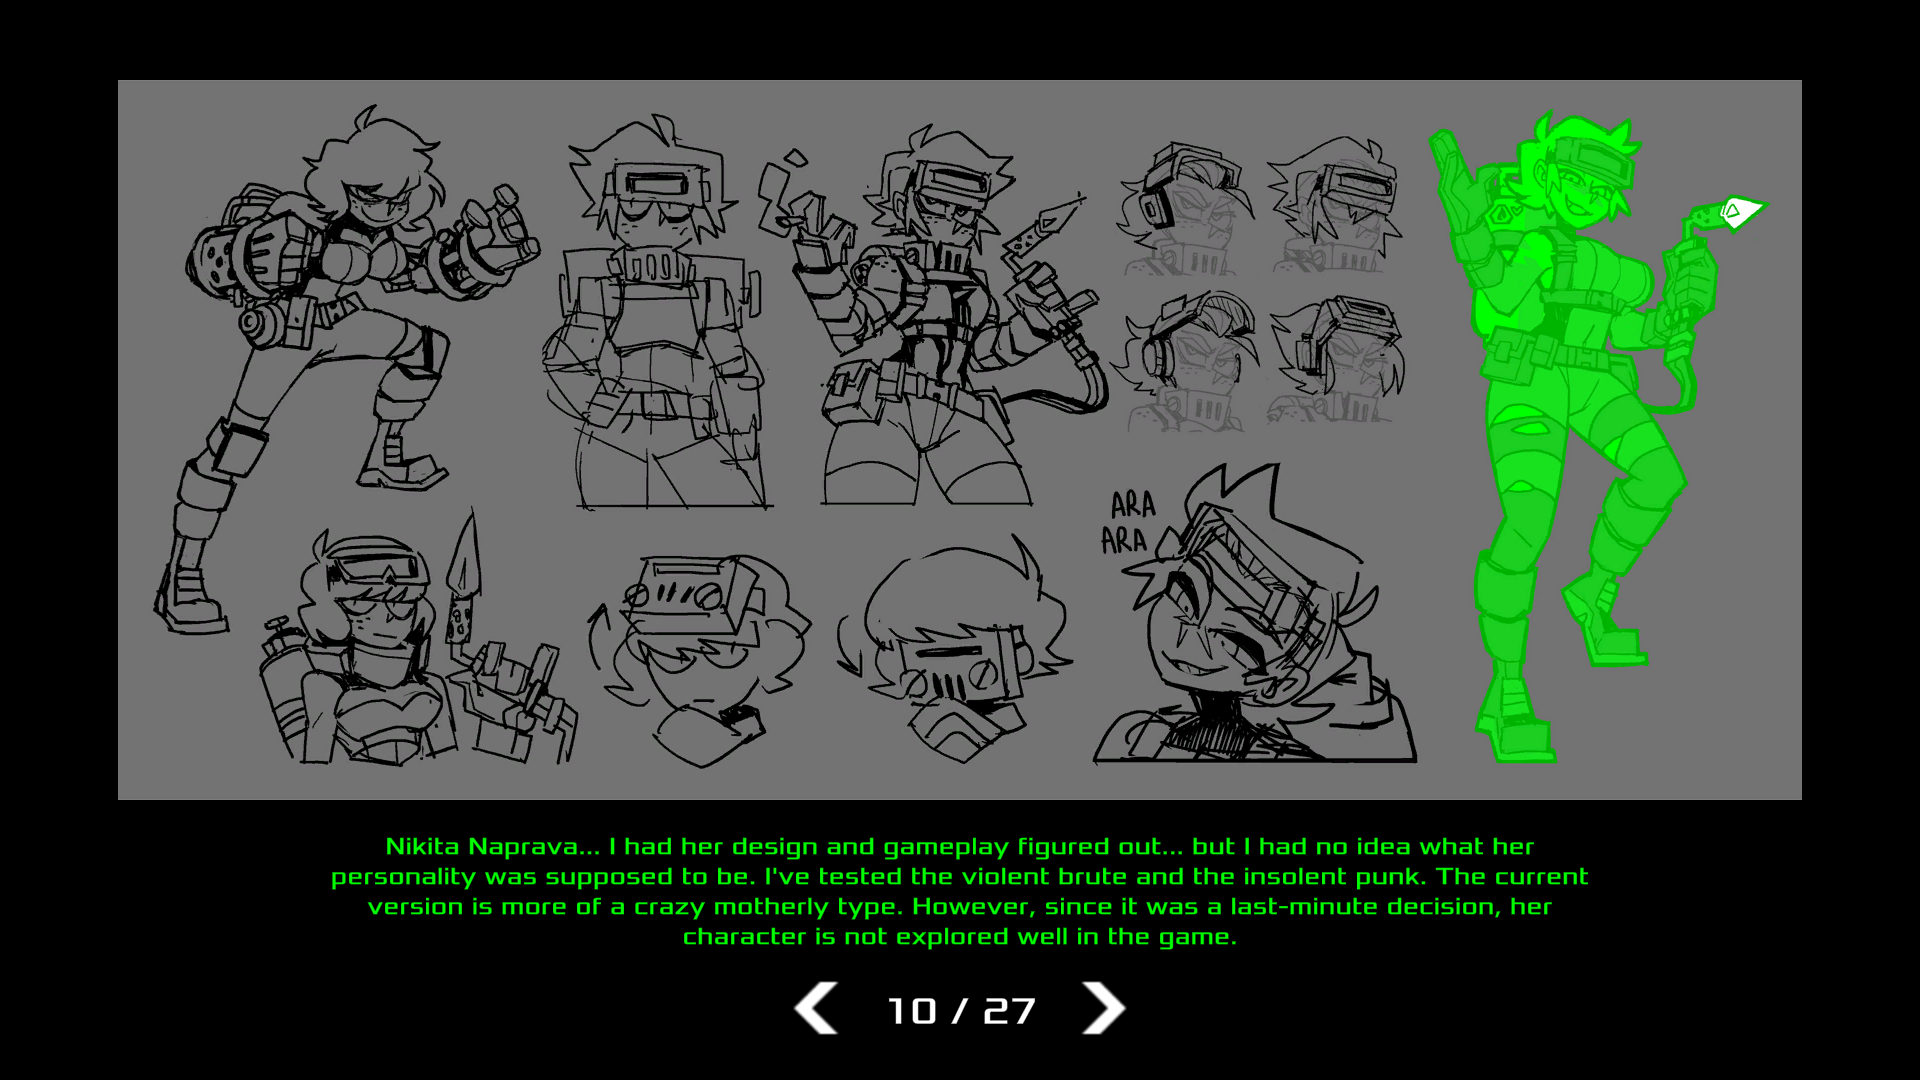 ARA
ARA
Nikita Naprava... I had her design and gameplay figured out... but I had no idea what her
personality was supposed to be. I've tested the violent brute and the insolent punk. The current
version is more of a crazy motherly type. However, since it was a last-minute decision, her
character is not explored well in the game.
10 / 27